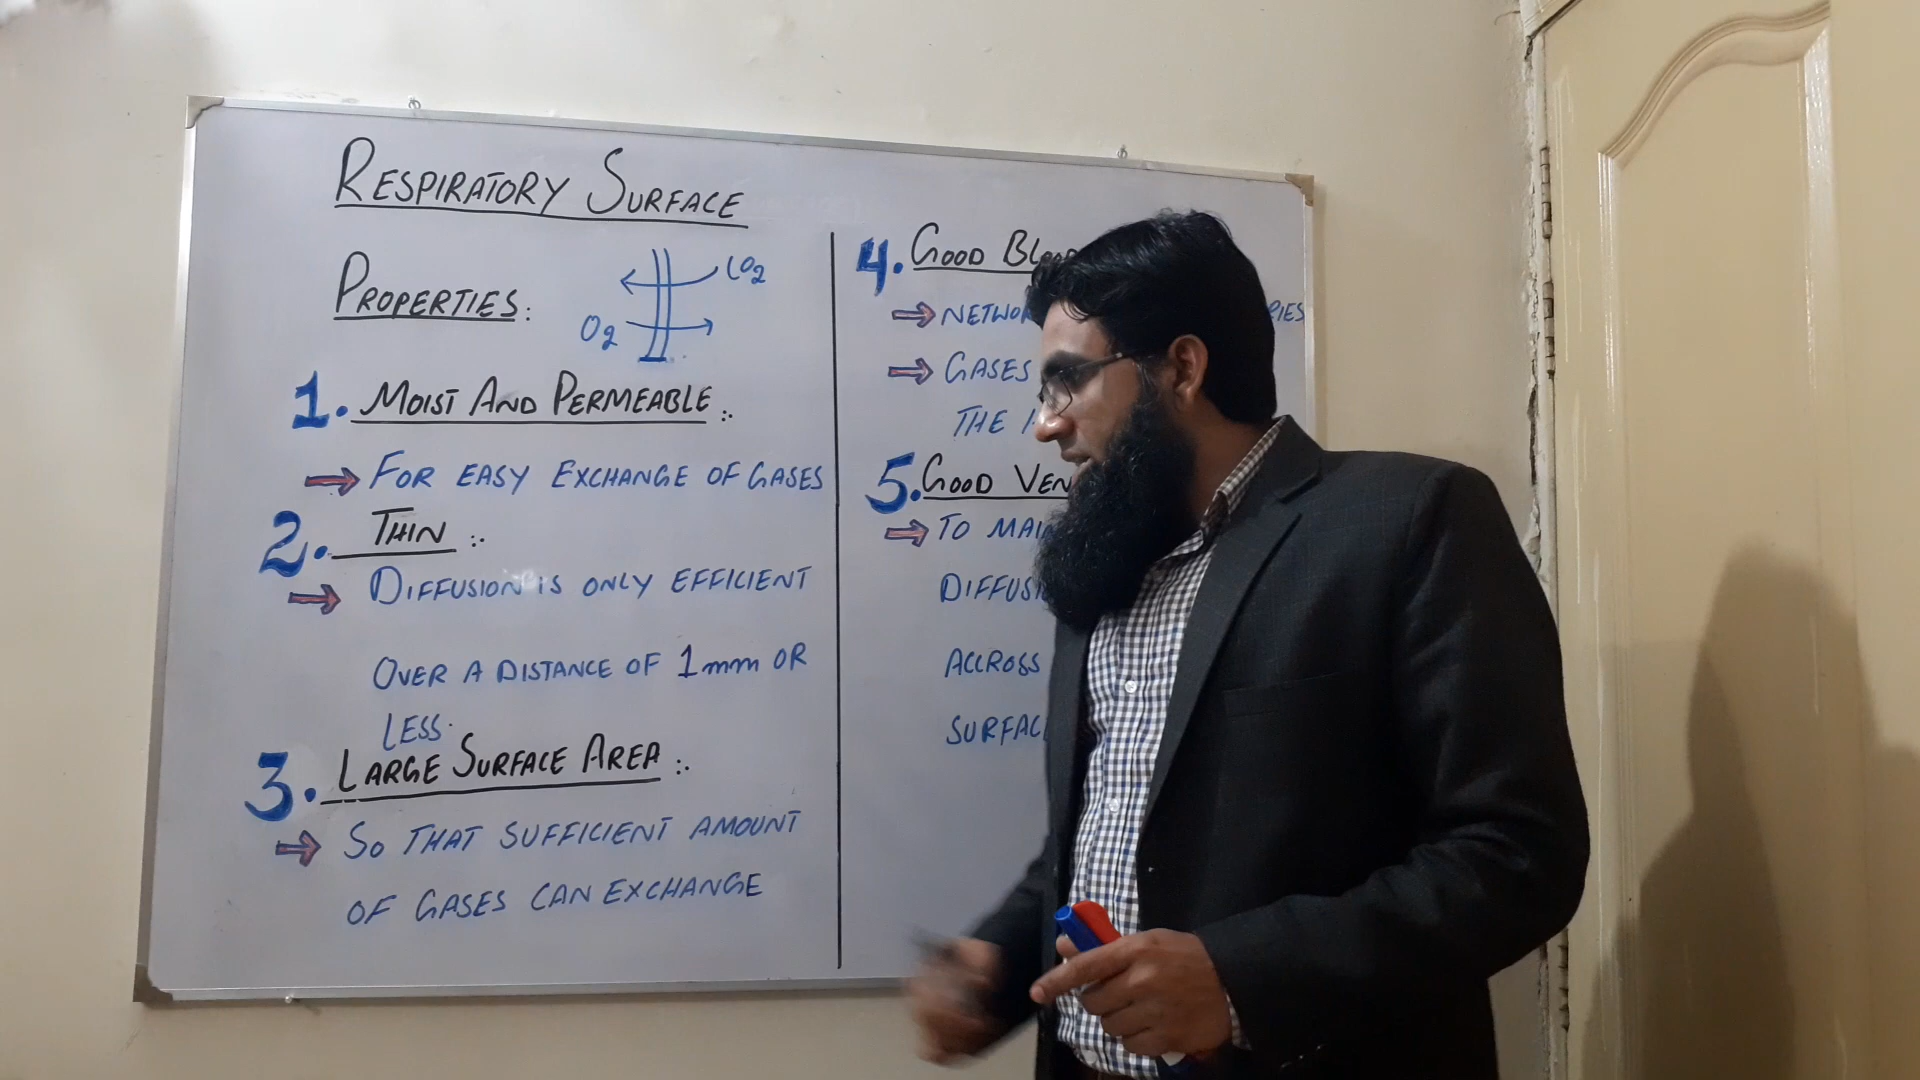 RESPIRATORY SURFACE
PROPERTIES:
CO2
O2
1. MOIST AND PERMEABLE :.
⇒ FOR EASY EXCHANGE OF GASES
2. THIN :.
⇒ DIFFUSION IS ONLY EFFICIENT
OVER A DISTANCE OF 1mm OR
LESS.
3. LARGE SURFACE AREA :.
⇒ SO THAT SUFFICIENT AMOUNT
OF GASES CAN EXCHANGE
4. GOOD
⇒
⇒ GASES
THE
5. GOOD
⇒ TO
ACCROSS